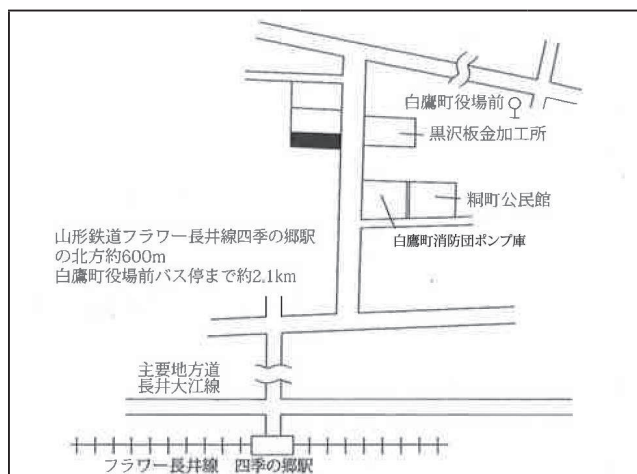 白鷹町役場前
黒沢板金加工所
糀町公民館
白鷹町消防団ポンプ庫
山形鉄道フラワー長井線四季の郷駅
の北方約600m
白鷹町役場前バス停まで約2.1km
主要地方道
長井大江線
フラワー長井線 四季の郷駅